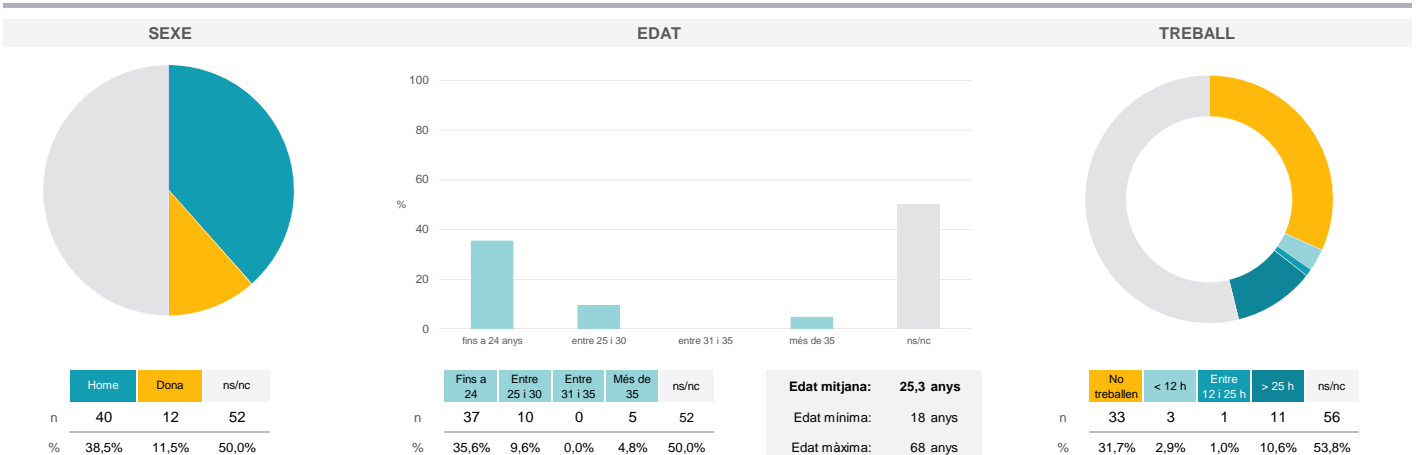 SEXE
EDAT
TREBALL
100
80
60
%
40
20
0
fins a 24 anys
entre 25 i 30
entre 31 i 35
més de 35
ns/nc
Home Dona ns/nc
n 40 12 52
% 38,5% 11,5% 50,0%
Fins a 24 Entre 25 i 30 Entre 31 i 35 Més de 35 ns/nc
n 37 10 0 5 52
% 35,6% 9,6% 0,0% 4,8% 50,0%
Edat mitjana: 25,3 anys
Edat mínima: 18 anys
Edat màxima: 68 anys
No treballen < 12 h Entre 12 i 25 h > 25 h ns/nc
n 33 3 1 11 56
% 31,7% 2,9% 1,0% 10,6% 53,8%